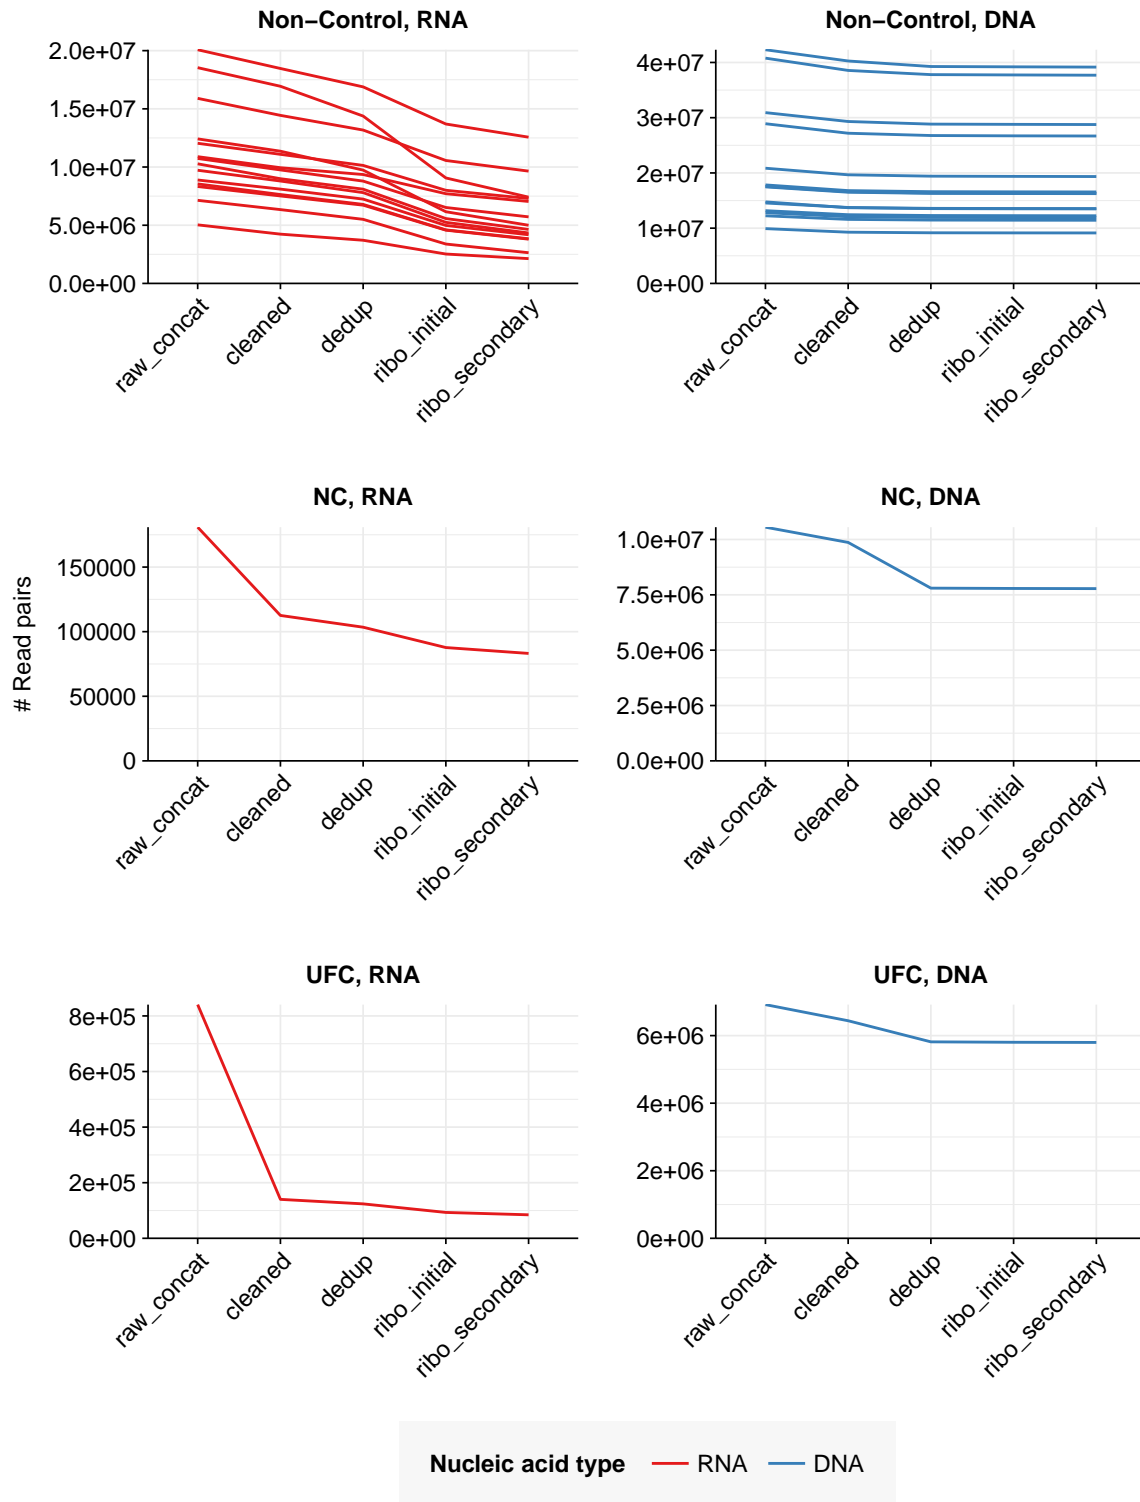 Non−Control, RNA
Non−Control, DNA
2.0e+07
1.5e+07
1.0e+07
5.0e+06
0.0e+00
raw_concat
cleaned
dedup
ribo_initial
ribo_secondary
4e+07
3e+07
2e+07
1e+07
0e+00
raw_concat
cleaned
dedup
ribo_initial
ribo_secondary
# Read pairs
NC, RNA
NC, DNA
150000
100000
50000
0
raw_concat
cleaned
dedup
ribo_initial
ribo_secondary
1.0e+07
7.5e+06
5.0e+06
2.5e+06
0.0e+00
raw_concat
cleaned
dedup
ribo_initial
ribo_secondary
UFC, RNA
UFC, DNA
8e+05
6e+05
4e+05
2e+05
0e+00
raw_concat
cleaned
dedup
ribo_initial
ribo_secondary
6e+06
4e+06
2e+06
0e+00
raw_concat
cleaned
dedup
ribo_initial
ribo_secondary
Nucleic acid type RNA DNA